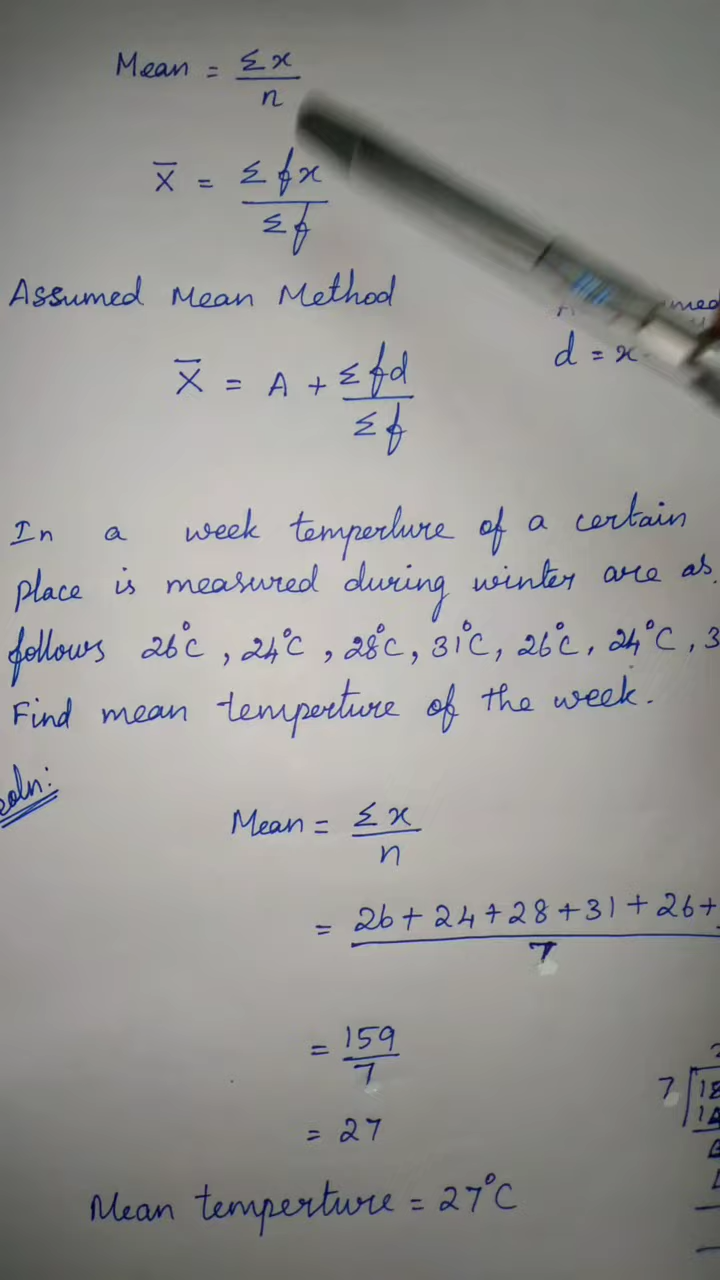 Mean = Σx / n
X̄ = Σfx / Σf
Assumed Mean Method
d = x
X̄ = A + Σfd / Σf
In a week temperture of a certain
place is measured during winter are as
follows 26°C, 24°C, 28°C, 31°C, 26°C, 24°C, 3
Find mean temperture of the week.
Soln:
Mean = Σx / n
= 26 + 24 + 28 + 31 + 26 + / 7
= 159 / 7
= 27
7
Mean temperture = 27°C